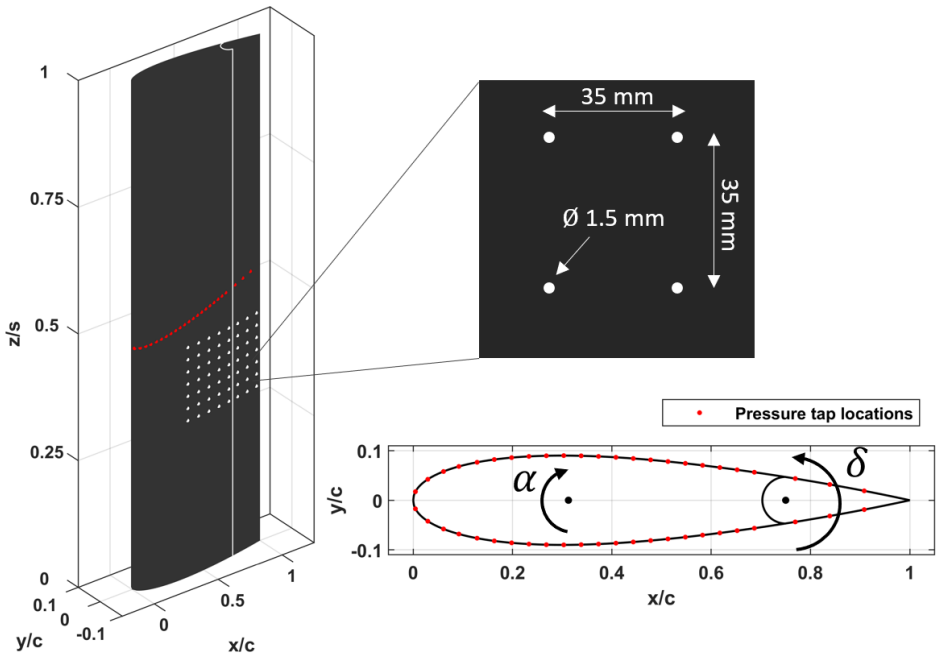 1
0.75
0.5
0.25
0
z/s
0.1
0
-0.1
y/c
0
0.5
1
x/c
35 mm
35 mm
Ø 1.5 mm
Pressure tap locations
α
δ
0.1
0
-0.1
y/c
0
0.2
0.4
0.6
0.8
1
x/c